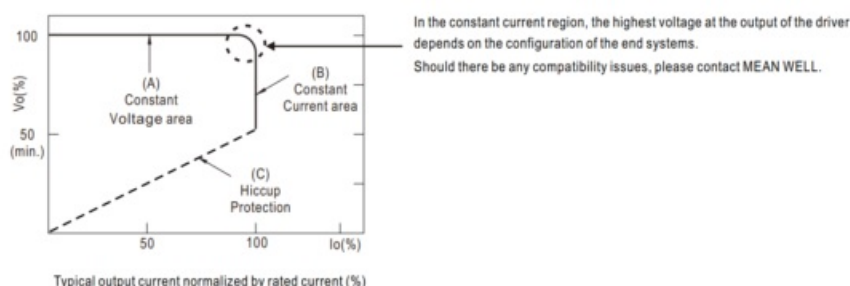 100
(A)
Constant
Voltage area
(B)
Constant
Current area
Vo(%)
50
(min.)
(C)
Hiccup
Protection
50
100
Io(%)
Typical output current normalized by rated current (%)
In the constant current region, the highest voltage at the output of the driver
depends on the configuration of the end systems.
Should there be any compatibility issues, please contact MEAN WELL.